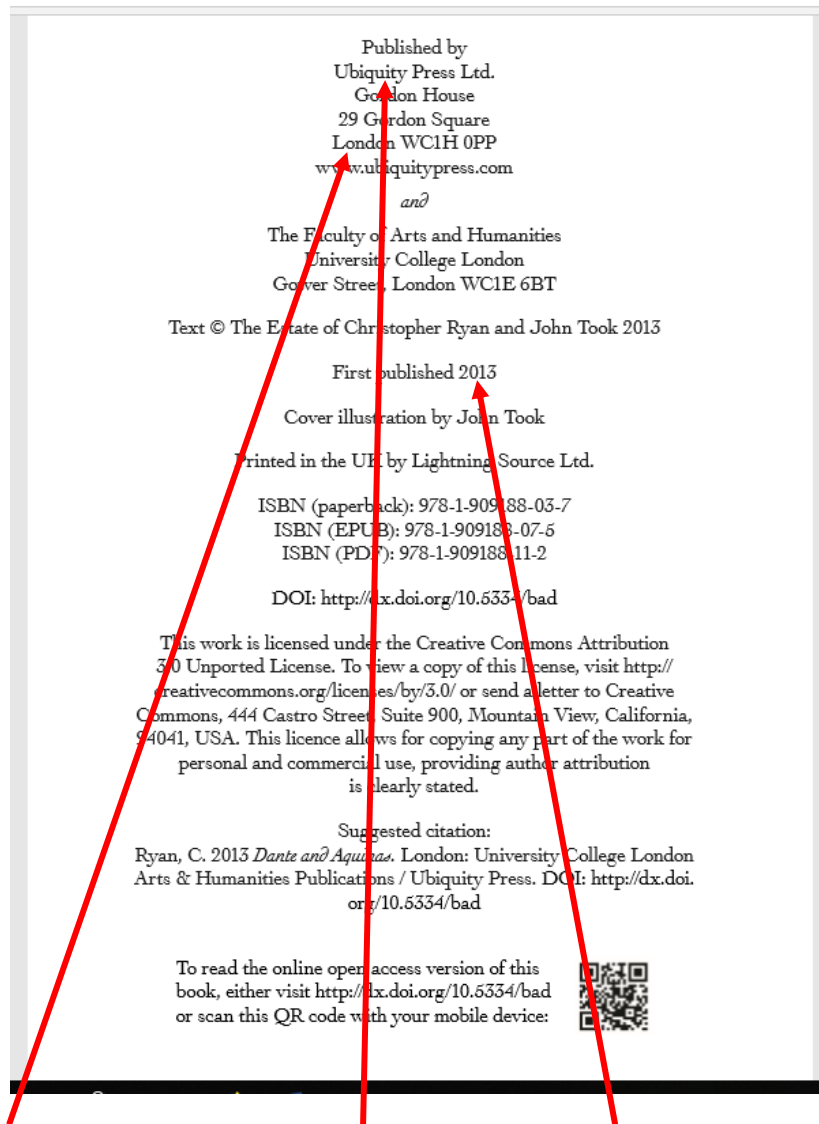 Published by
Ubiquity Press Ltd.
Gordon House
29 Gordon Square
London WC1H 0PP
www.ubiquitypress.com
and
The Faculty of Arts and Humanities
University College London
Gower Street, London WC1E 6BT
Text © The Estate of Christopher Ryan and John Took 2013
First published 2013
Cover illustration by John Took
Printed in the UK by Lightning Source Ltd.
ISBN (paperback): 978-1-909188-03-7
ISBN (EPUB): 978-1-909188-07-5
ISBN (PDF): 978-1-909188-11-2
DOI: http://dx.doi.org/10.5334/bad
This work is licensed under the Creative Commons Attribution
3.0 Unported License. To view a copy of this license, visit http://
creativecommons.org/licenses/by/3.0/ or send a letter to Creative
Commons, 444 Castro Street, Suite 900, Mountain View, California,
94041, USA. This licence allows for copying any part of the work for
personal and commercial use, providing author attribution
is clearly stated.
Suggested citation:
Ryan, C. 2013 Dante and Aquinas. London: University College London
Arts & Humanities Publications / Ubiquity Press. DOI: http://dx.doi.
org/10.5334/bad
To read the online open access version of this
book, either visit http://dx.doi.org/10.5334/bad
or scan this QR code with your mobile device: